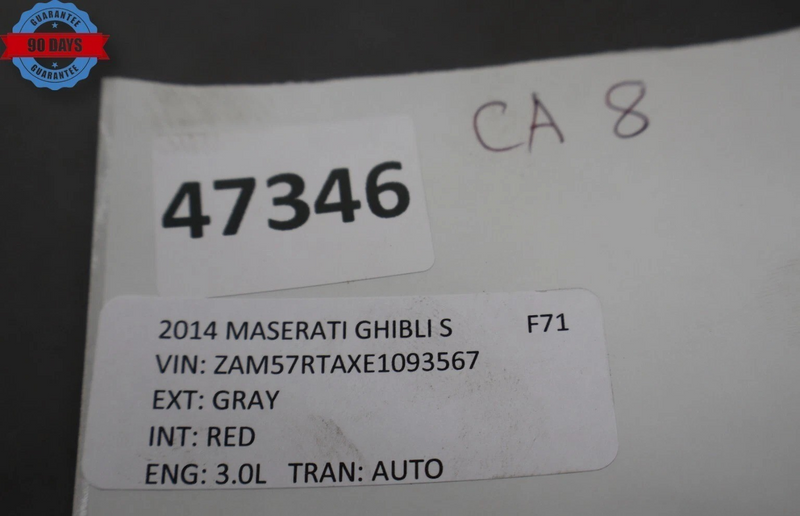 GUARANTEE
90 DAYS
GUARANTEE
CA 8
47346
2014 MASERATI GHIBLI S F71
VIN: ZAM57RTAXE1093567
EXT: GRAY
INT: RED
ENG: 3.0L TRAN: AUTO